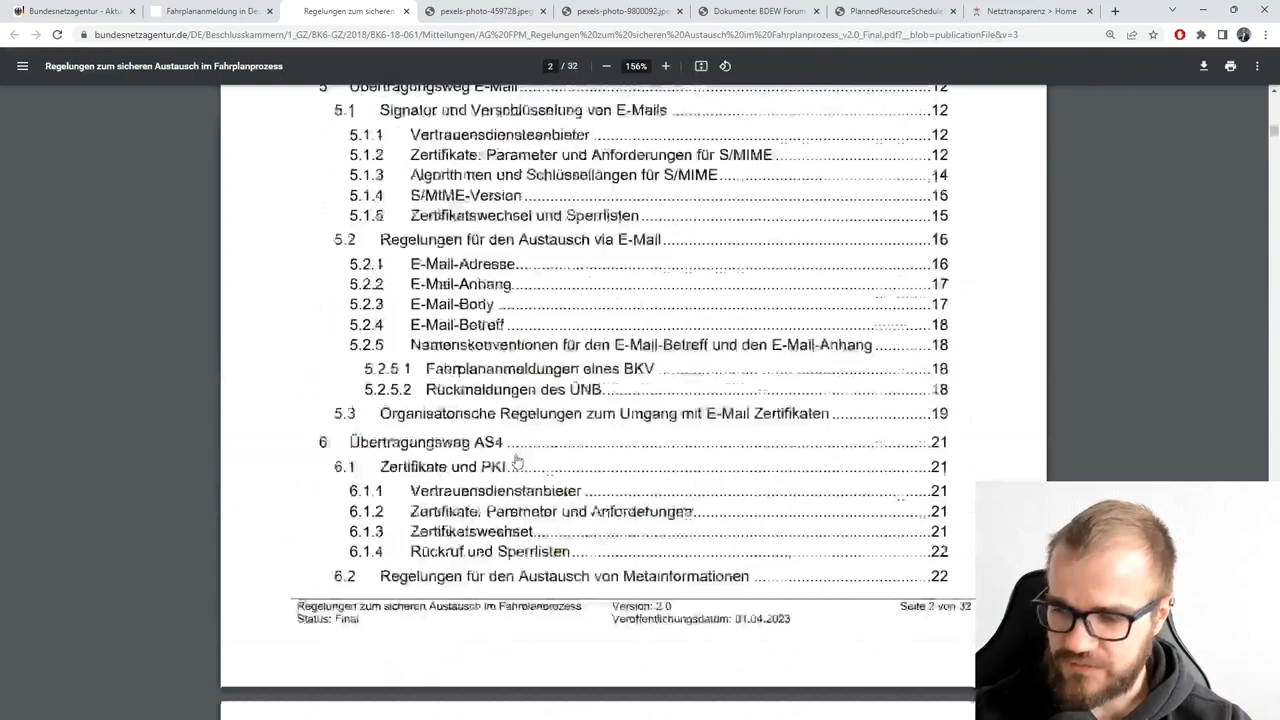 Bundesnetzagentur - Aktu
Fahrplananmeldung in De
Regelungen zum sicheren
pexels-photo-459728.jpeg
pexels-photo-9800092.jpe
Dokumente: BDEW Forum
PlannedResourceSchedule
Netztransparenz > Home
bundesnetzagentur.de/DE/Beschlusskammern/1_GZ/BK6-GZ/2018/BK6-18-061/Mitteilungen/AG%20FPM_Regelungen%20zum%20sicheren%20Austausch%20im%20Fahrplanprozess_v2.0_Final.pdf?__blob=publicationFile&v=3
Regelungen zum sicheren Austausch im Fahrplanprozess
2 / 32
156%
5 Übertragungsweg E-Mail 12
5.1 Signatur und Verschlüsselung von E-Mails 12
5.1.1 Vertrauensdiensteanbieter 12
5.1.2 Zertifikate: Parameter und Anforderungen für S/MIME 12
5.1.3 Algorithmen und Schlüssellängen für S/MIME 14
5.1.4 S/MIME-Version 15
5.1.5 Zertifikatswechsel und Sperrlisten 15
5.2 Regelungen für den Austausch via E-Mail 16
5.2.1 E-Mail-Adresse 16
5.2.2 E-Mail-Anhang 17
5.2.3 E-Mail-Body 17
5.2.4 E-Mail-Betreff 18
5.2.5 Namenskonventionen für den E-Mail-Betreff und den E-Mail-Anhang 18
5.2.5.1 Fahrplananmeldungen eines BKV 18
5.2.5.2 Rückmeldungen des ÜNB 18
5.3 Organisatorische Regelungen zum Umgang mit E-Mail Zertifikaten 19
6 Übertragungsweg AS4 21
6.1 Zertifikate und PKI 21
6.1.1 Vertrauensdienstanbieter 21
6.1.2 Zertifikate: Parameter und Anforderungen 21
6.1.3 Zertifikatswechsel 21
6.1.4 Rückruf und Sperrlisten 22
6.2 Regelungen für den Austausch von Metainformationen 22
Regelungen zum sicheren Austausch im Fahrplanprozess Version: 2.0 Seite 2 von 32
Status: Final Veröffentlichungsdatum: 01.04.2023